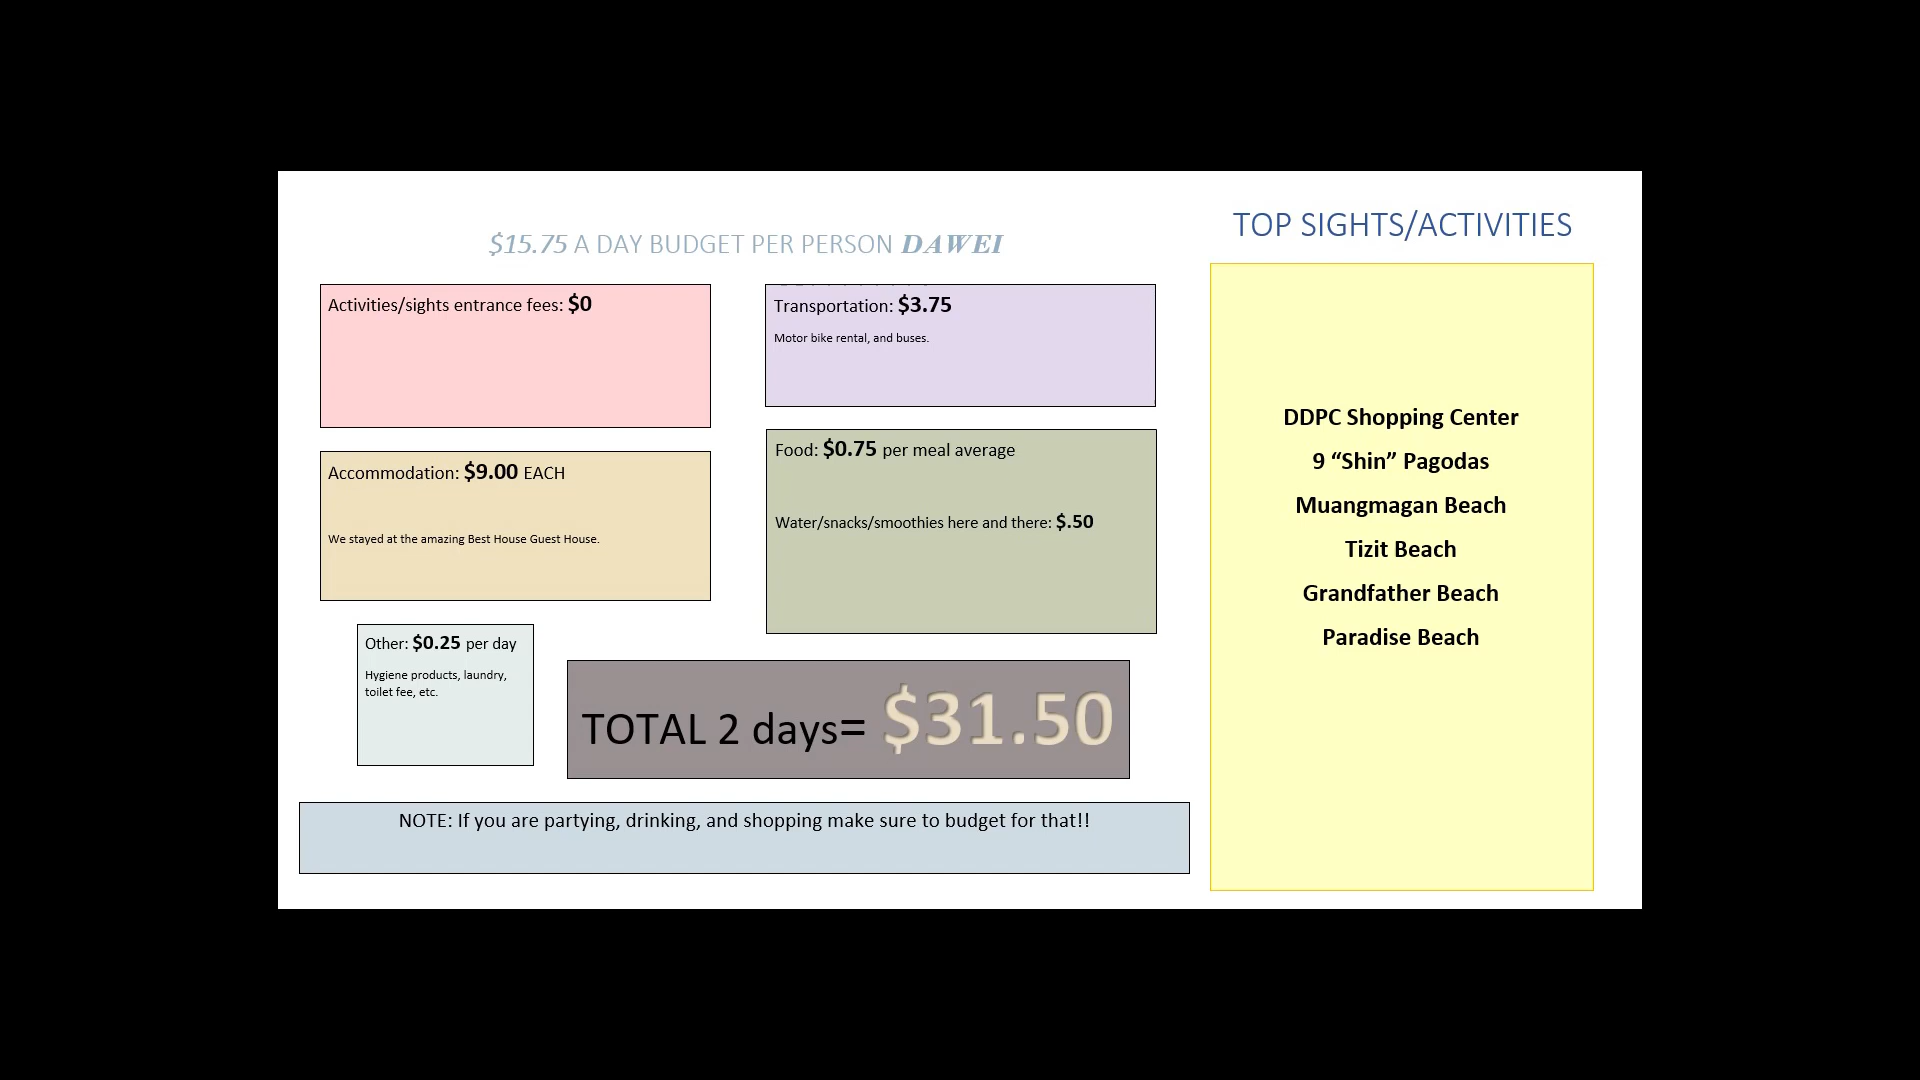 $15.75 A DAY BUDGET PER PERSON DAWEI
Activities/sights entrance fees: $0
Transportation: $3.75
Motor bike rental, and buses.
Accommodation: $9.00 EACH
We stayed at the amazing Best House Guest House.
Food: $0.75 per meal average
Water/snacks/smoothies here and there: $.50
Other: $0.25 per day
Hygiene products, laundry,
toilet fee, etc.
TOTAL 2 days= $31.50
NOTE: If you are partying, drinking, and shopping make sure to budget for that!!
TOP SIGHTS/ACTIVITIES
DDPC Shopping Center
9 “Shin” Pagodas
Muangmagan Beach
Tizit Beach
Grandfather Beach
Paradise Beach